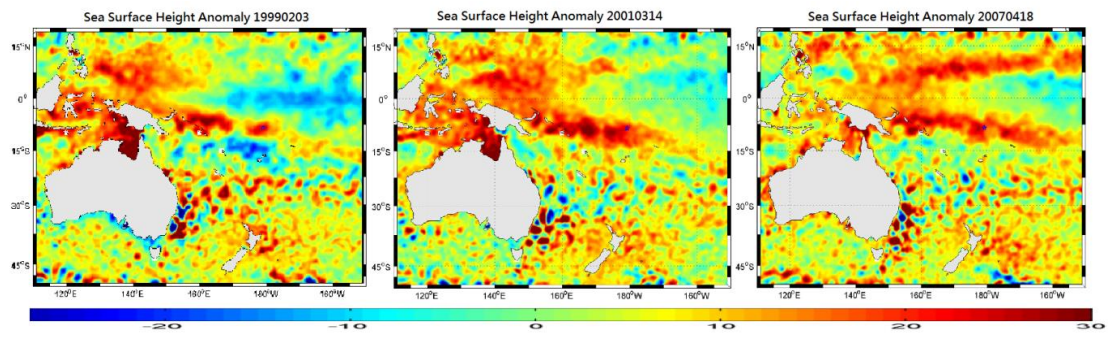 Sea Surface Height Anomaly 19990203
Sea Surface Height Anomaly 20010314
Sea Surface Height Anomaly 20070418
15°N
0°
15°S
30°S
45°S
120°E
140°E
160°E
180°W
160°W
15°N
0°
15°S
30°S
45°S
120°E
140°E
160°E
180°W
160°W
15°N
0°
15°S
30°S
45°S
120°E
140°E
160°E
180°W
160°W
-20
-10
0
10
20
30